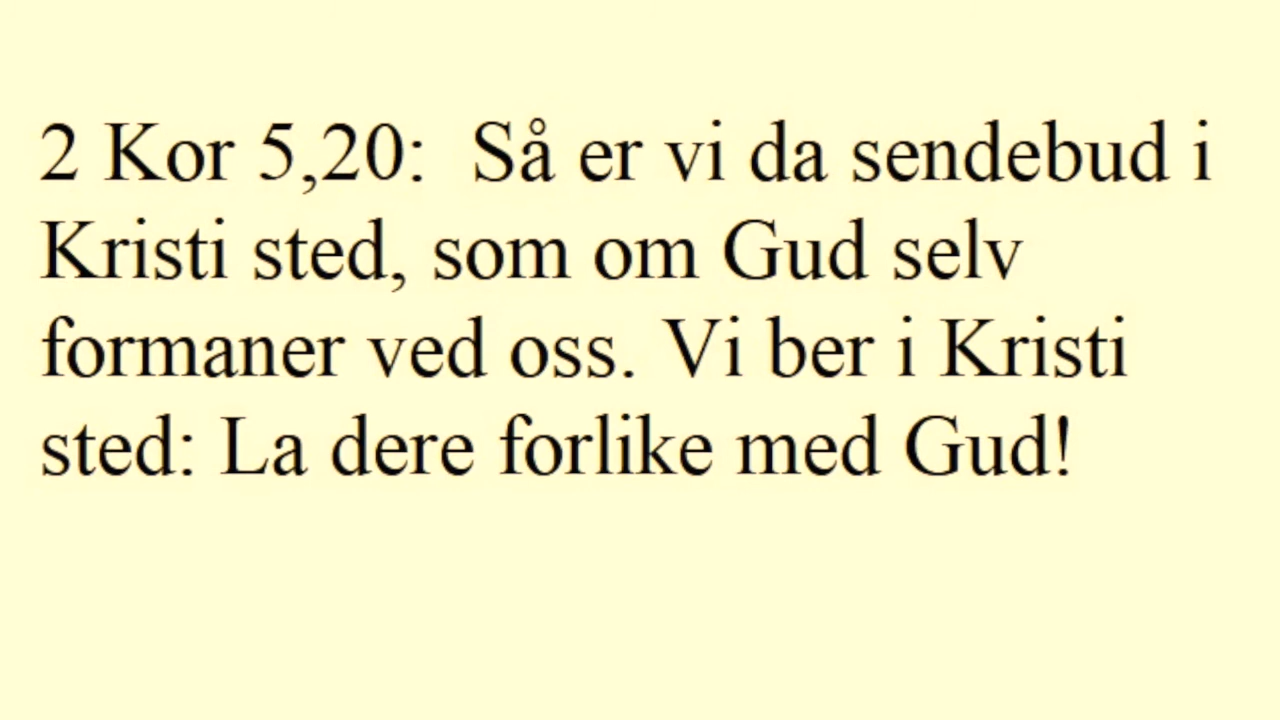 2 Kor 5,20:  Så er vi da sendebud i
Kristi sted, som om Gud selv
formaner ved oss. Vi ber i Kristi
sted: La dere forlike med Gud!